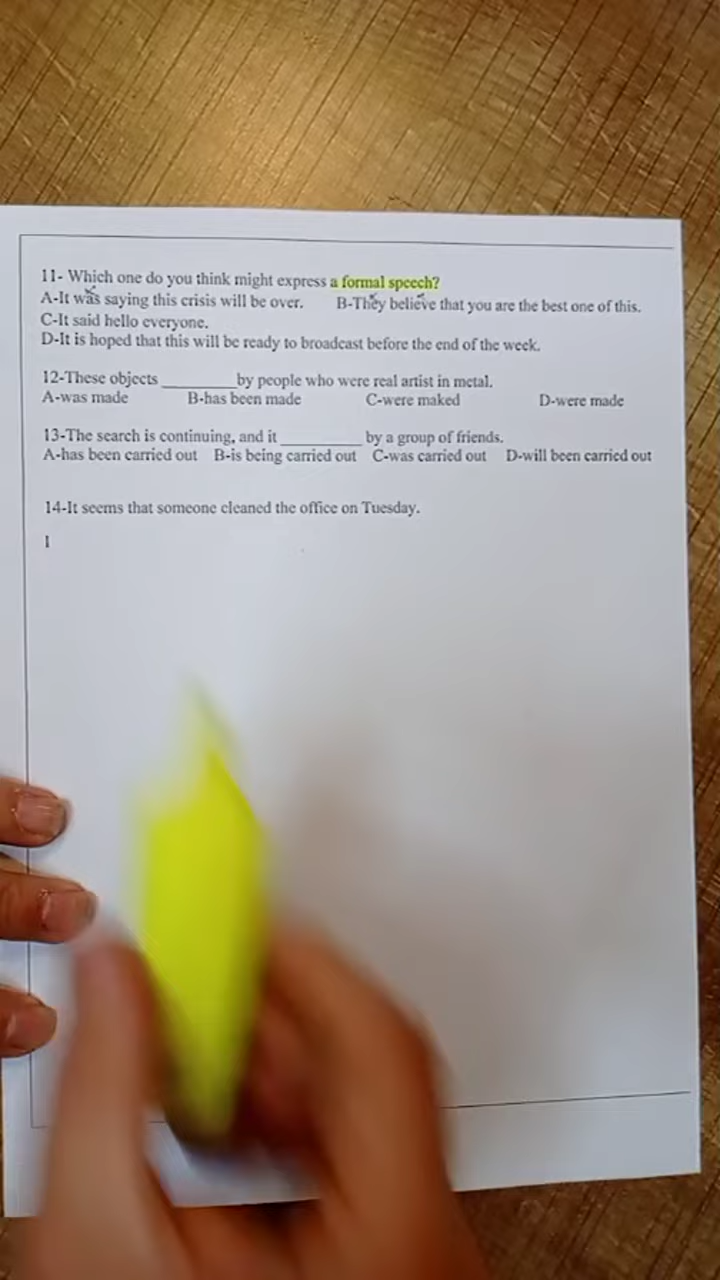 11- Which one do you think might express a formal speech?
A-It was saying this crisis will be over. B-They believe that you are the best one of this.
C-It said hello everyone.
D-It is hoped that this will be ready to broadcast before the end of the week.
12-These objects ________by people who were real artist in metal.
A-was made B-has been made C-were maked D-were made
13-The search is continuing, and it _________ by a group of friends.
A-has been carried out B-is being carried out C-was carried out D-will been carried out
14-It seems that someone cleaned the office on Tuesday.
I